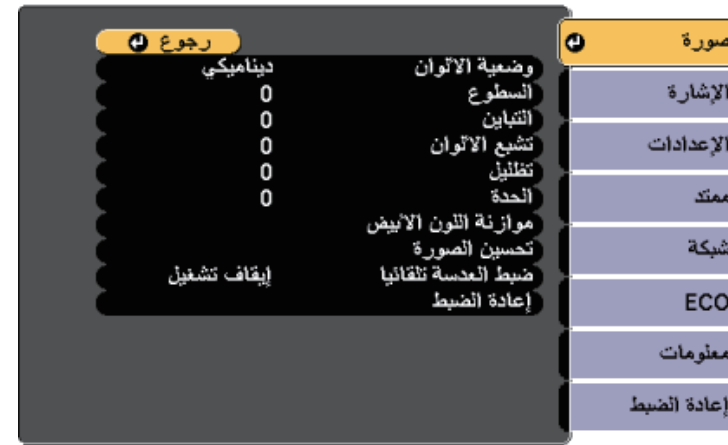 صورة
الإشارة
الإعدادات
ممتد
شبكة
ECO
معلومات
إعادة الضبط
رجوع
وضعية الألوان ديناميكي
السطوع 0
التباين 0
تشبع الألوان 0
تظليل 0
الحدة 0
موازنة اللون الأبيض
تحسين الصورة
ضبط العدسة تلقائيا إيقاف تشغيل
إعادة الضبط